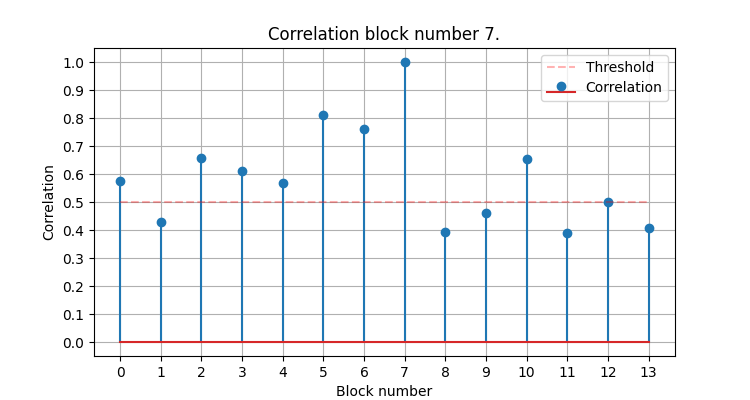 Correlation block number 7.
Threshold
Correlation
Correlation
1.0
0.9
0.8
0.7
0.6
0.5
0.4
0.3
0.2
0.1
0.0
0 1 2 3 4 5 6 7 8 9 10 11 12 13
Block number